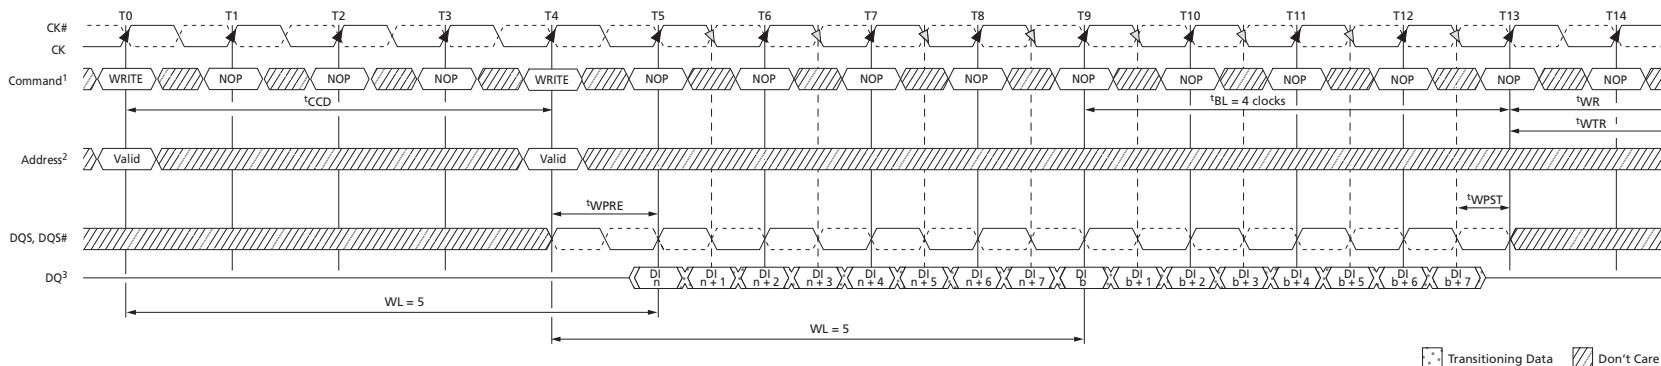 T0 T1 T2 T3 T4 T5 T6 T7 T8 T9 T10 T11 T12 T13 T14
CK#
CK
Command1 WRITE NOP NOP NOP WRITE NOP NOP NOP NOP NOP NOP NOP NOP NOP NOP
tCCD tBL = 4 clocks tWR
tWTR
Address2 Valid Valid
tWPRE tWPST
DQS, DQS#
DQ3 DI n DI n + 1 DI n + 2 DI n + 3 DI n + 4 DI n + 5 DI n + 6 DI n + 7 DI b DI b + 1 DI b + 2 DI b + 3 DI b + 4 DI b + 5 DI b + 6 DI b + 7
WL = 5
WL = 5
Transitioning Data Don't Care